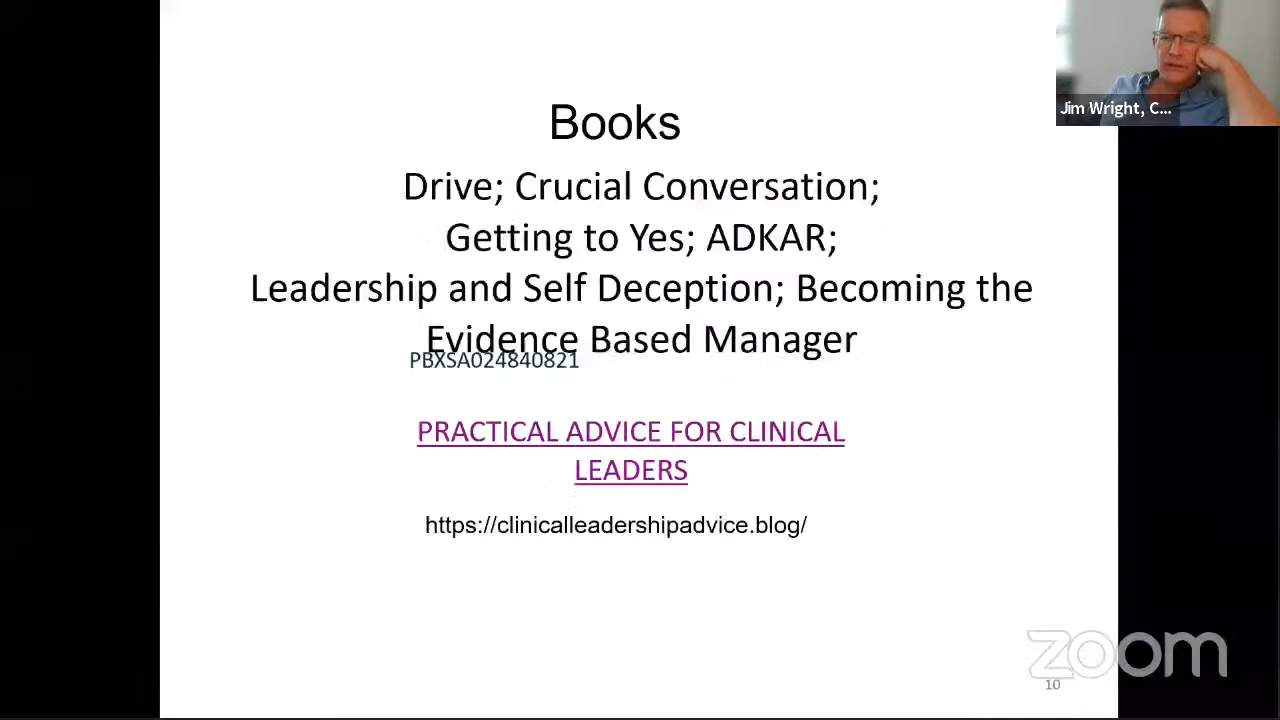 Books
Drive; Crucial Conversation;
Getting to Yes; ADKAR;
Leadership and Self Deception; Becoming the
Evidence Based Manager
PBXSA024840821
PRACTICAL ADVICE FOR CLINICAL
LEADERS
https://clinicalleadershipadvice.blog/
Jim Wright, C...
zoom
10